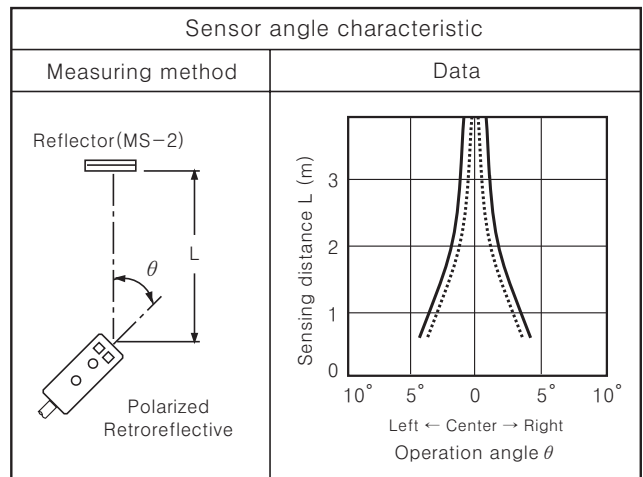 Sensor angle characteristic
Measuring method
Data
Reflector(MS-2)
L
θ
Polarized
Retroreflective
Sensing distance L (m)
3
2
1
0
10° 5° 0 5° 10°
Left ← Center → Right
Operation angle θ